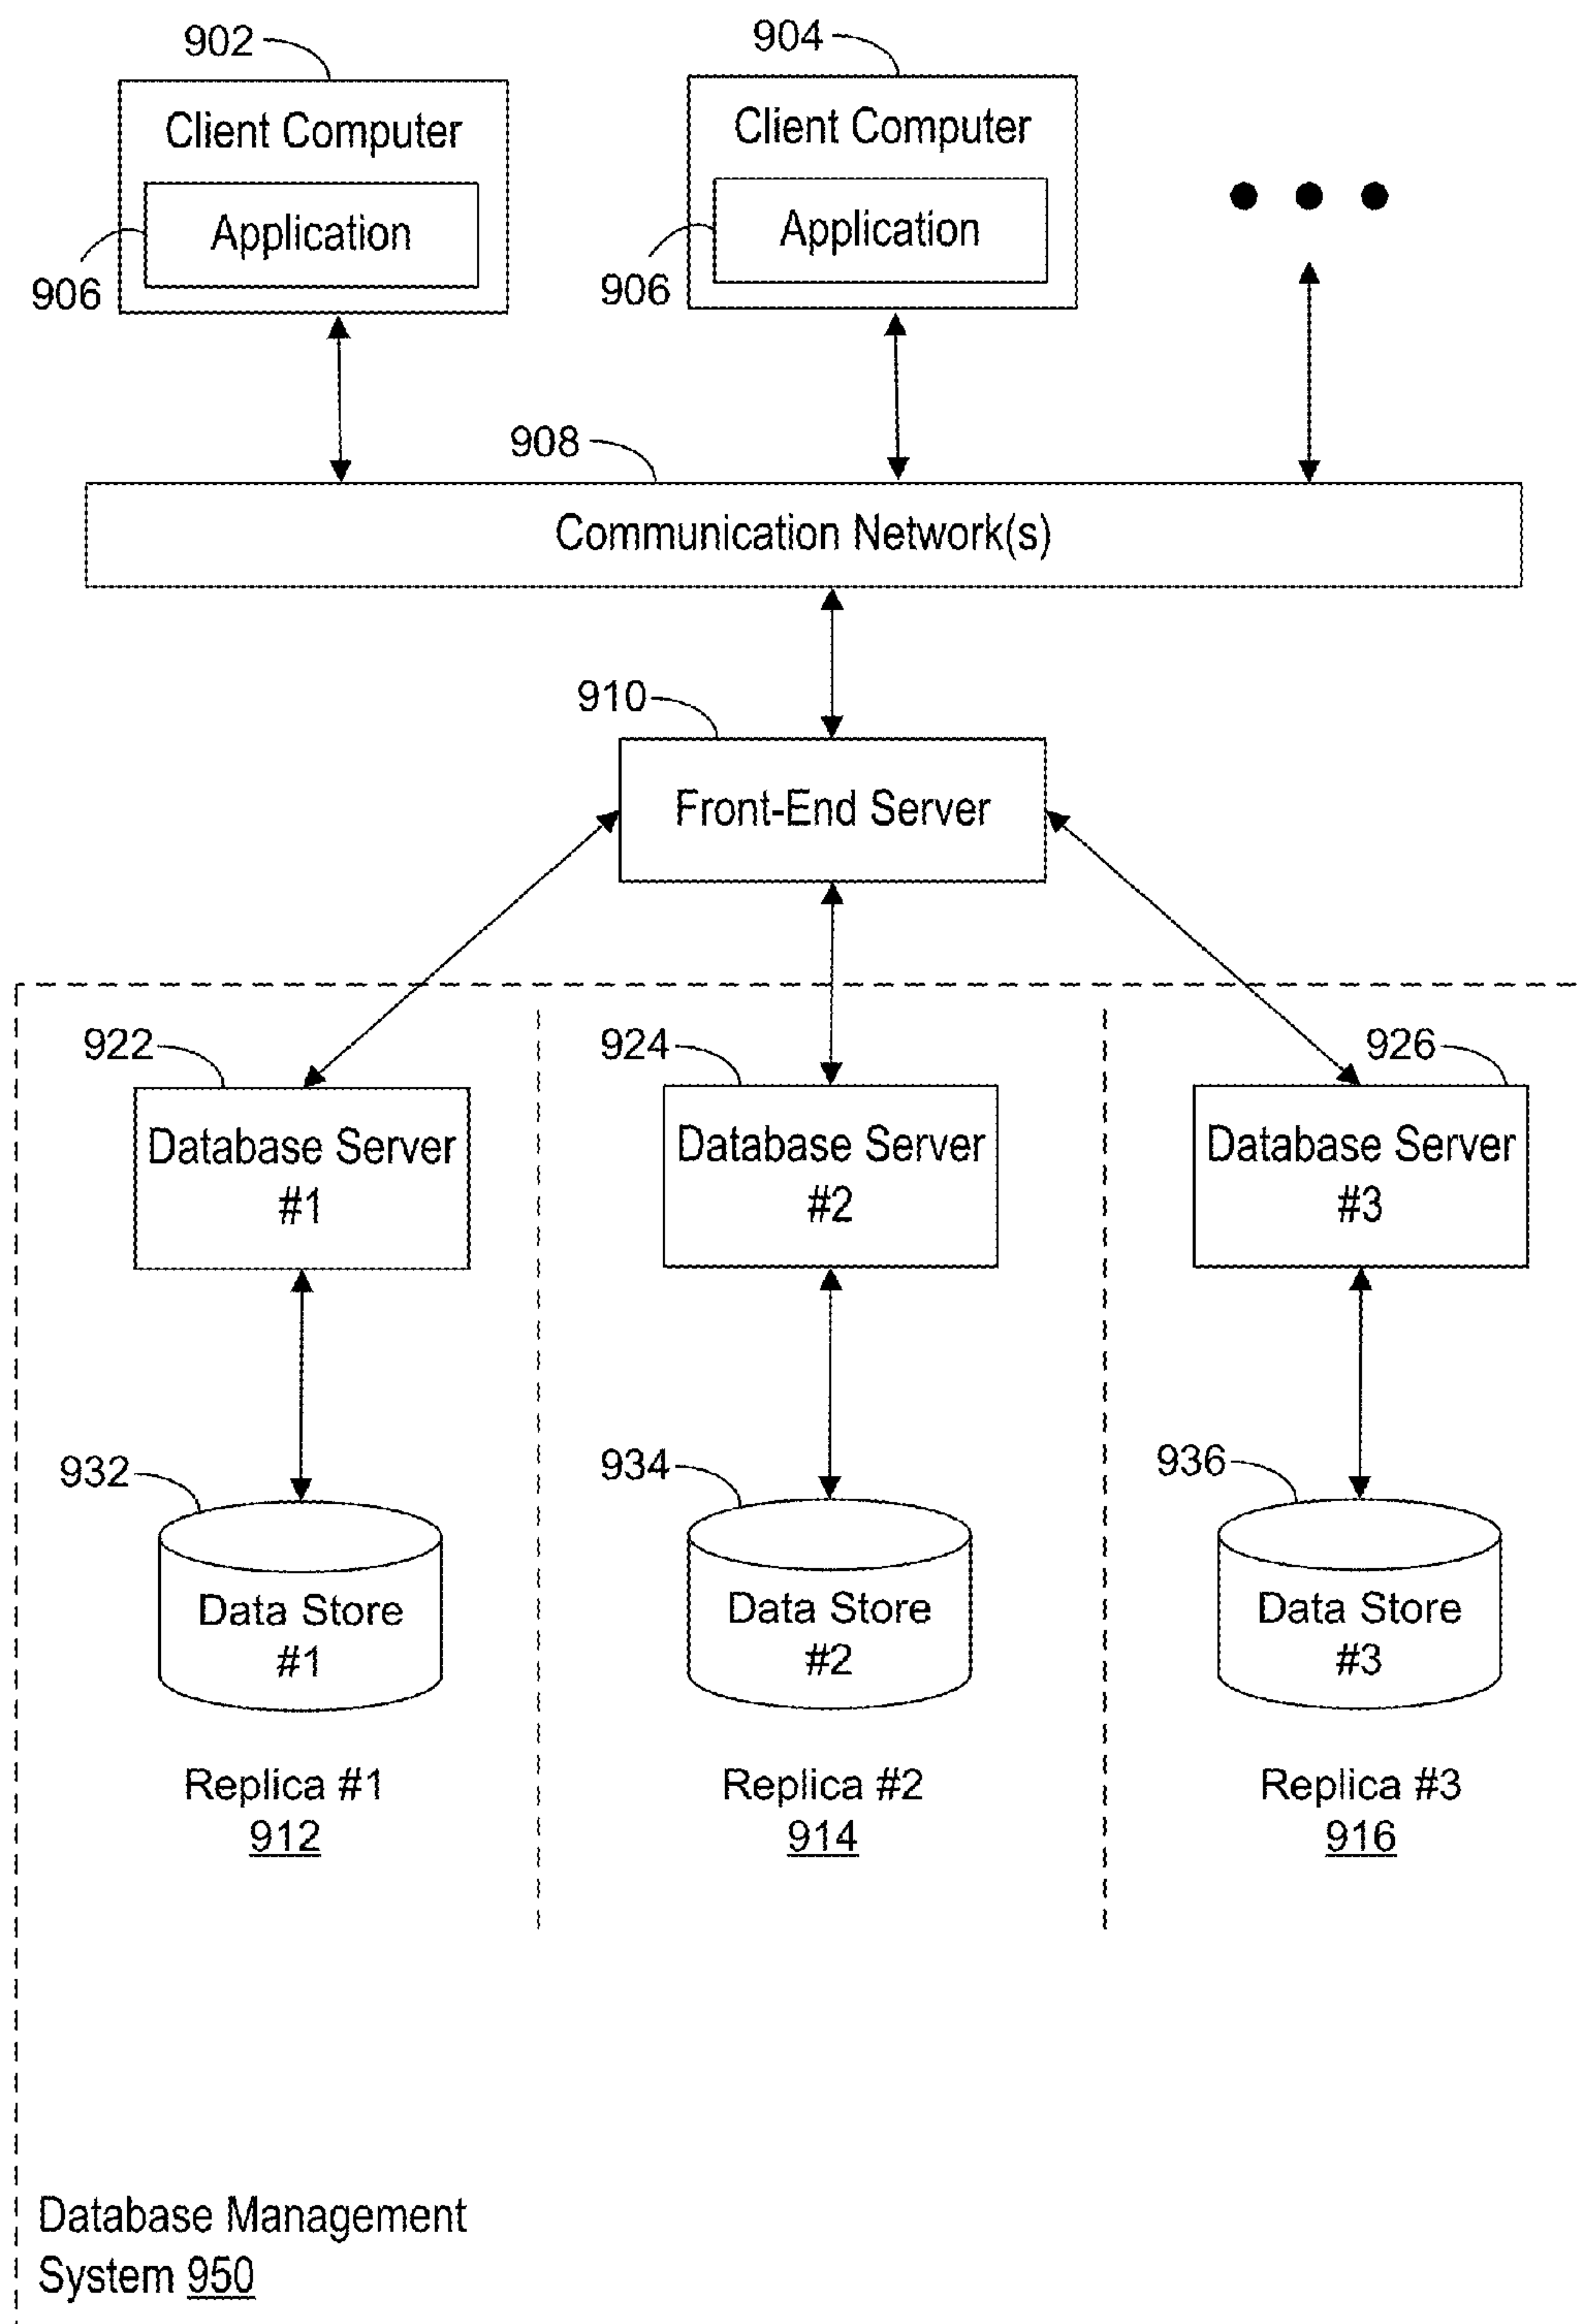 902
904
Client Computer
Client Computer
Application
Application
906
906
908
Communication Network(s)
910
Front-End Server
922
924
926
Database Server
#1
Database Server
#2
Database Server
#3
932
934
936
Data Store
#1
Data Store
#2
Data Store
#3
Replica #1
912
Replica #2
914
Replica #3
916
Database Management
System 950